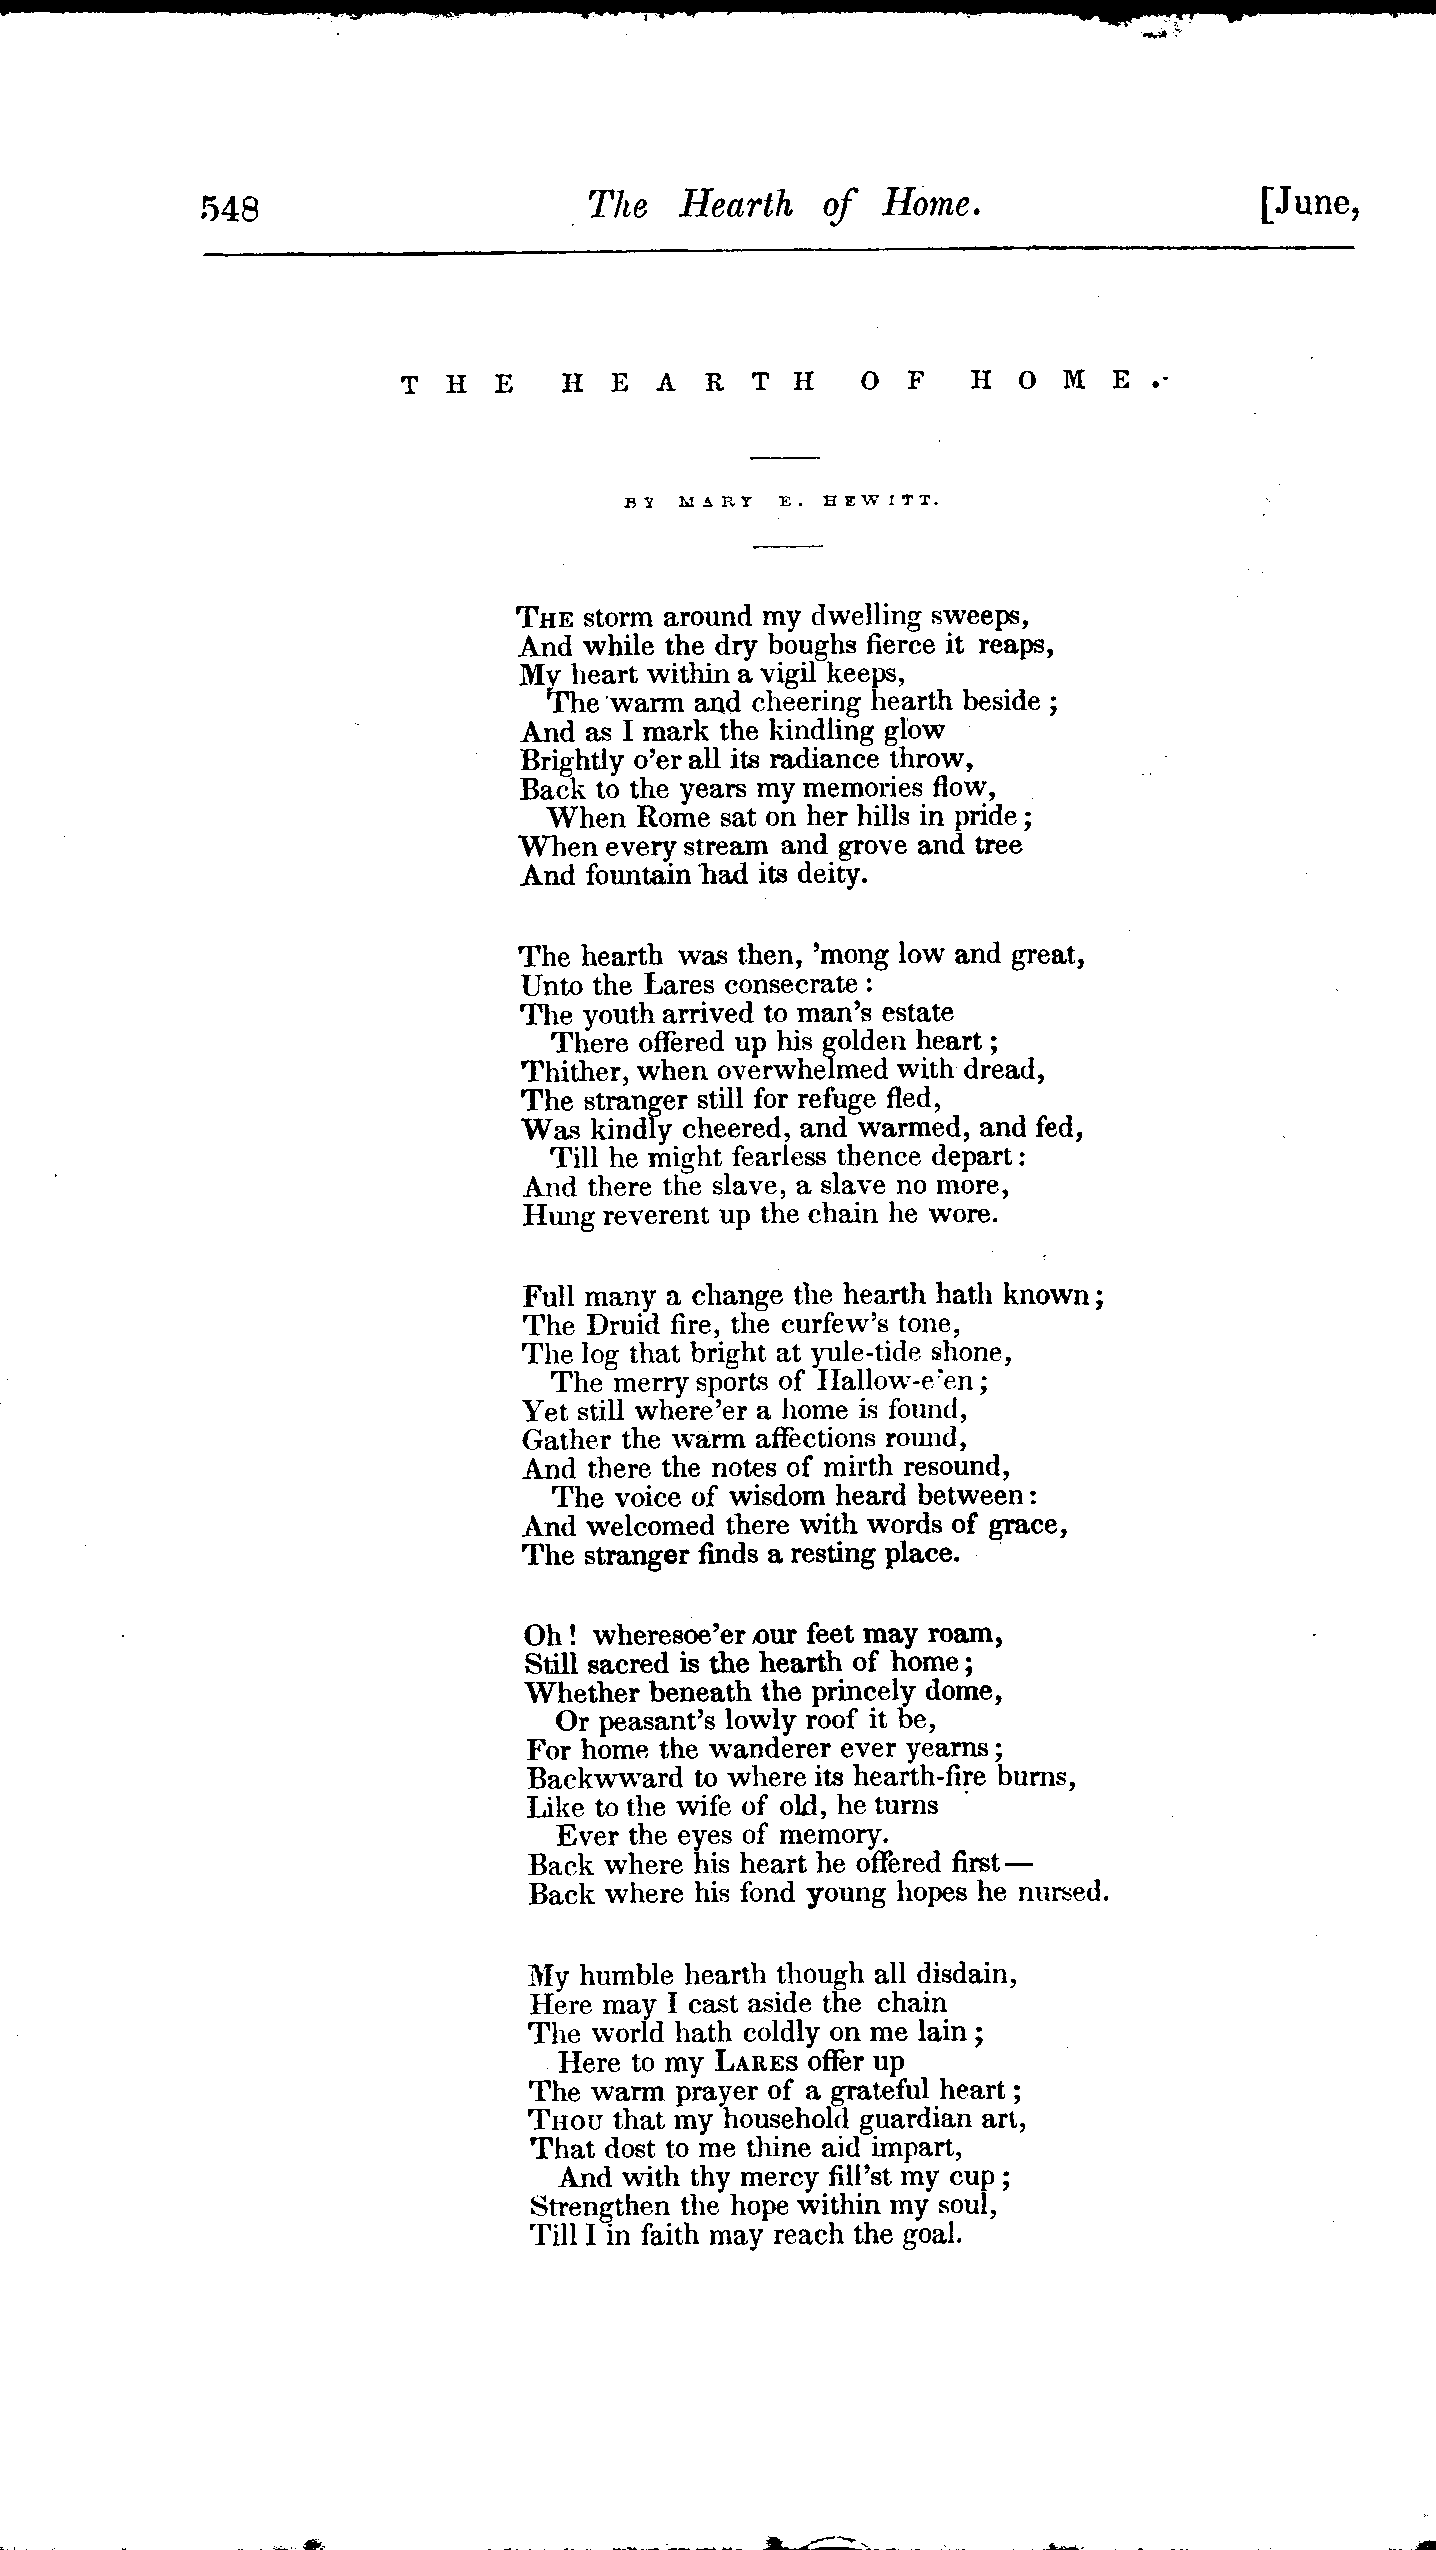 548 The Hearth of Home. [June,
THE HEARTH OF HOME.
BY MARY E. HEWITT.
THE storm around my dwelling sweeps,
And while the dry boughs fierce it reaps,
My heart within a vigil keeps,
The warm and cheering hearth beside ;
And as I mark the kindling glow
Brightly o'er all its radiance throw,
Back to the years my memories flow,
When Rome sat on her hills in pride ;
When every stream and grove and tree
And fountain had its deity.
The hearth was then, 'mong low and great,
Unto the Lares consecrate :
The youth arrived to man's estate
There offered up his golden heart ;
Thither, when overwhelmed with dread,
The stranger still for refuge fled,
Was kindly cheered, and warmed, and fed,
Till he might fearless thence depart :
And there the slave, a slave no more,
Hung reverent up the chain he wore.
Full many a change the hearth hath known ;
The Druid fire, the curfew's tone,
The log that bright at yule-tide shone,
The merry sports of Hallow-e'en ;
Yet still where'er a home is found,
Gather the warm affections round,
And there the notes of mirth resound,
The voice of wisdom heard between :
And welcomed there with words of grace,
The stranger finds a resting place.
Oh ! wheresoe'er our feet may roam,
Still sacred is the hearth of home ;
Whether beneath the princely dome,
Or peasant's lowly roof it be,
For home the wanderer ever yearns ;
Backwward to where its hearth-fire burns,
Like to the wife of old, he turns
Ever the eyes of memory.
Back where his heart he offered first—
Back where his fond young hopes he nursed.
My humble hearth though all disdain,
Here may I cast aside the chain
The world hath coldly on me lain ;
Here to my LARES offer up
The warm prayer of a grateful heart ;
THOU that my household guardian art,
That dost to me thine aid impart,
And with thy mercy fill'st my cup ;
Strengthen the hope within my soul,
Till I in faith may reach the goal.